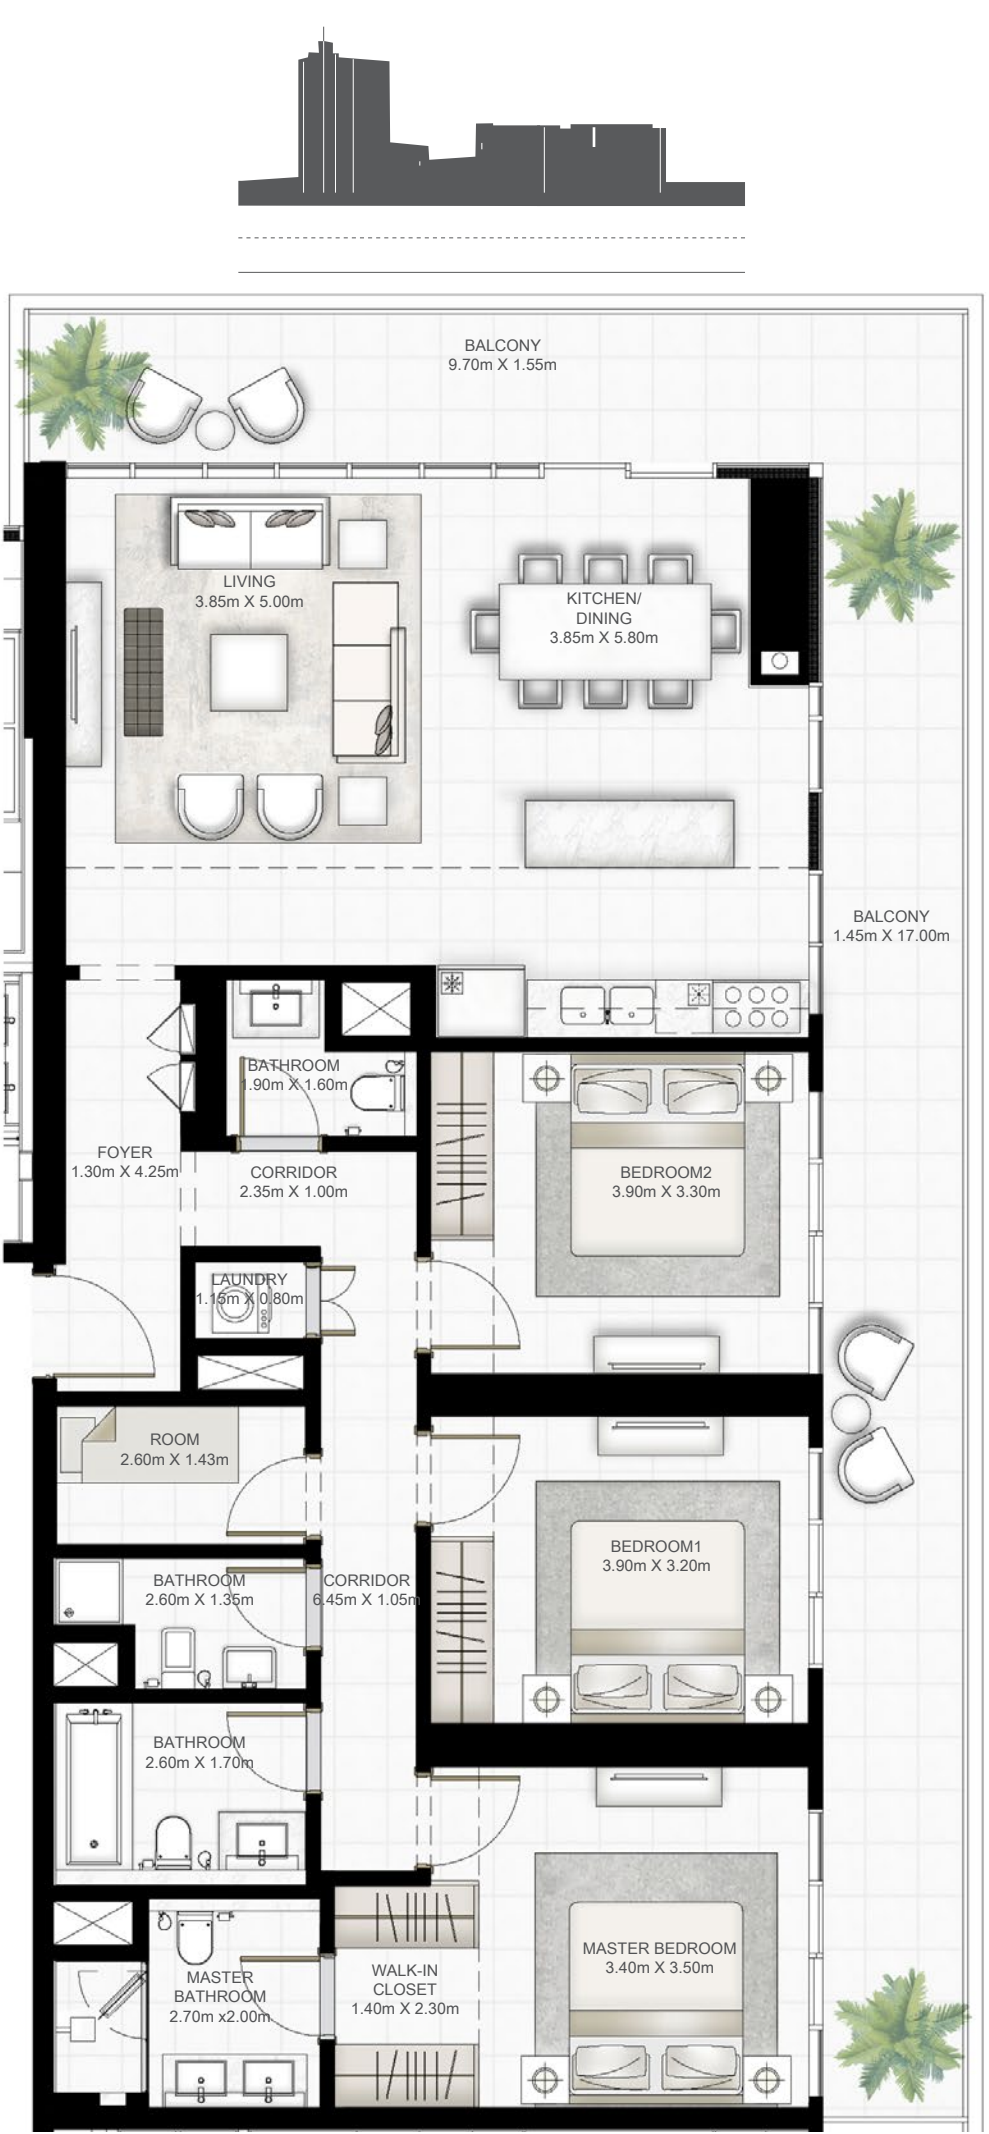 BALCONY
9.70m X 1.55m
LIVING
3.85m X 5.00m
KITCHEN/
DINING
3.85m X 5.80m
BALCONY
1.45m X 17.00m
BATHROOM
1.90m X 1.60m
FOYER
1.30m X 4.25m
CORRIDOR
2.35m X 1.00m
BEDROOM2
3.90m X 3.30m
LAUNDRY
1.15m X 0.80m
ROOM
2.60m X 1.43m
BEDROOM1
3.90m X 3.20m
BATHROOM
2.60m X 1.35m
CORRIDOR
6.45m X 1.05m
BATHROOM
2.60m X 1.70m
MASTER BEDROOM
3.40m X 3.50m
WALK-IN
CLOSET
1.40m X 2.30m
MASTER
BATHROOM
2.70m x2.00m